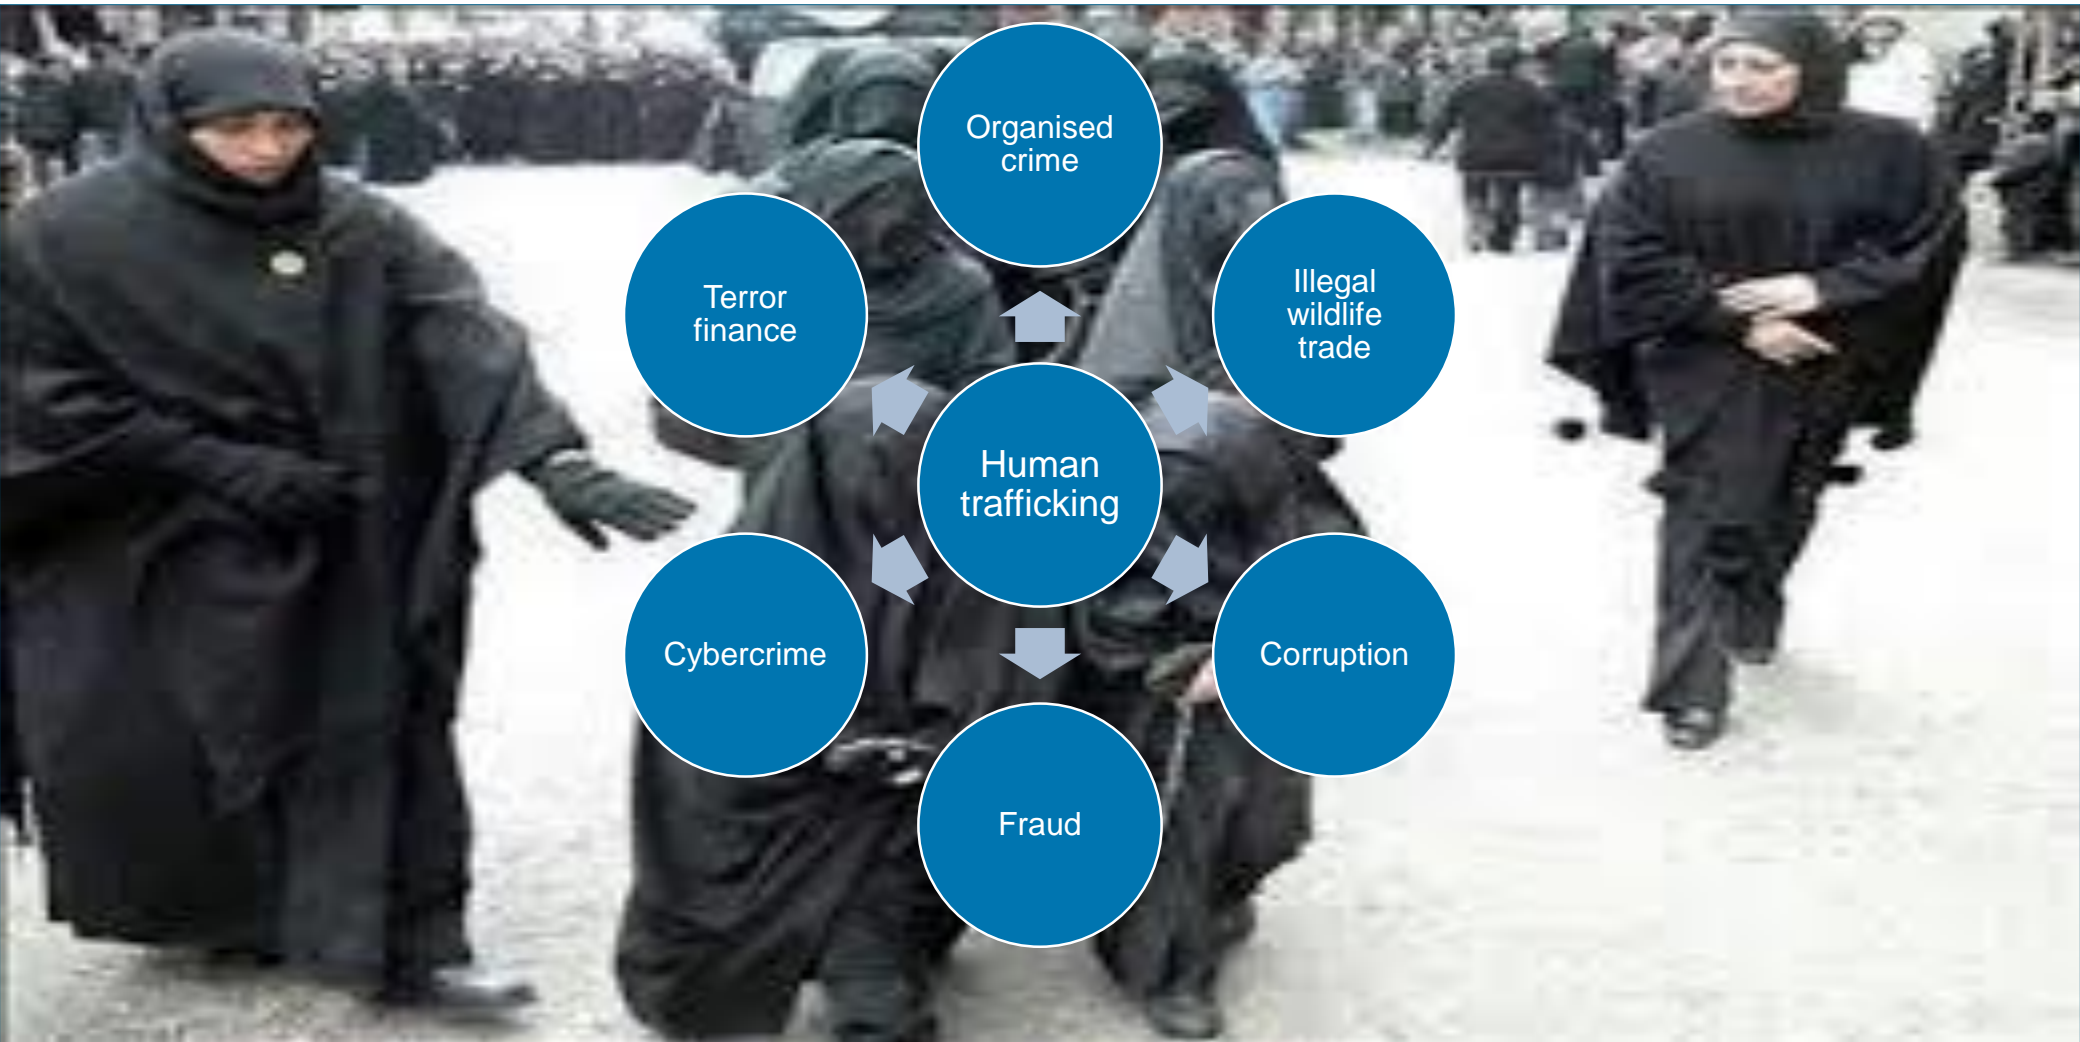 Organised
crime
Terror
finance
Illegal
wildlife
trade
Human
trafficking
Cybercrime
Corruption
Fraud